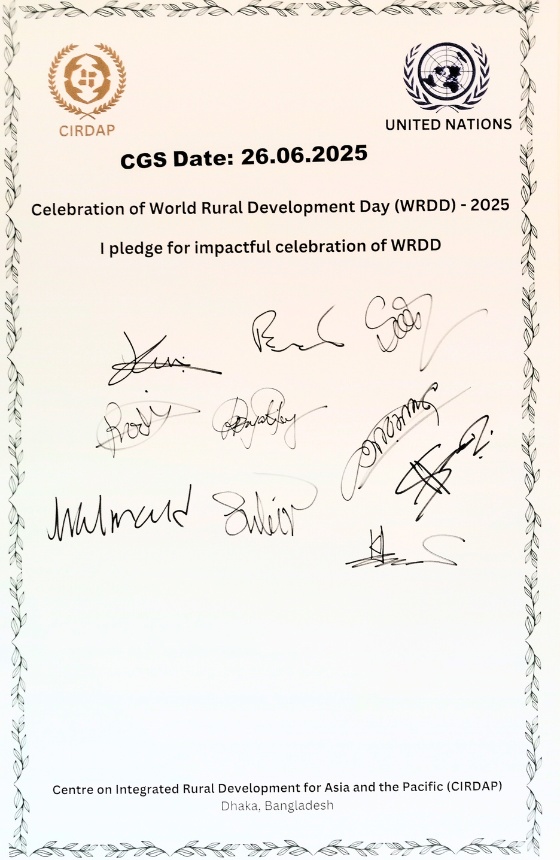 CIRDAP
UNITED NATIONS
CGS Date: 26.06.2025
Celebration of World Rural Development Day (WRDD) - 2025
I pledge for impactful celebration of WRDD
Centre on Integrated Rural Development for Asia and the Pacific (CIRDAP)
Dhaka, Bangladesh